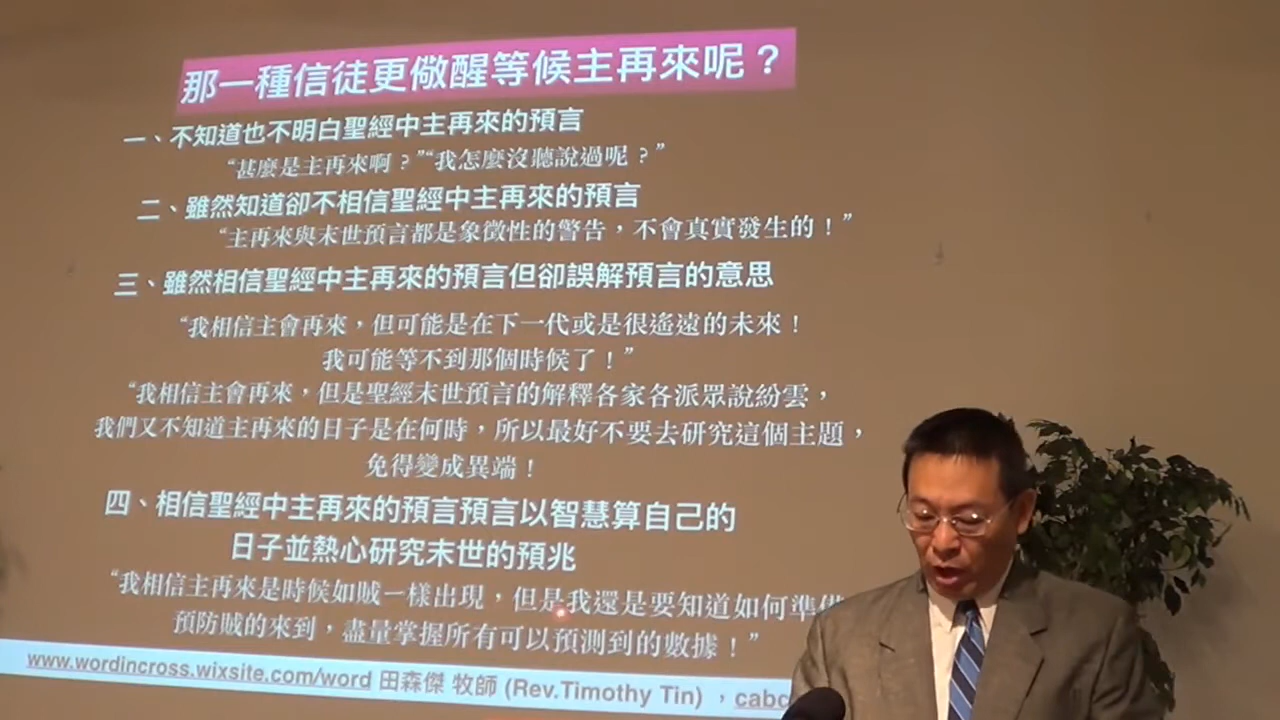 那一種信徒更儆醒等候主再來呢？
一、不知道也不明白聖經中主再來的預言
“甚麼是主再來啊？”“我怎麼沒聽說過呢？”
二、雖然知道卻不相信聖經中主再來的預言
“主再來與末世預言都是象徵性的警告，不會真實發生的！”
三、雖然相信聖經中主再來的預言但卻誤解預言的意思
“我相信主會再來，但可能是在下一代或是很遙遠的未來！
我可能等不到那個時候了！”
“我相信主會再來，但是聖經末世預言的解釋各家各派眾說紛雲，
我們又不知道主再來的日子是在何時，所以最好不要去研究這個主題，
免得變成異端！
四、相信聖經中主再來的預言預言以智慧算自己的
日子並熱心研究末世的預兆
“我相信主再來是時候如賊一樣出現，但是我還是要知道如何準備
預防賊的來到，盡量掌握所有可以預測到的數據！”
www.wordincross.wixsite.com/word 田森傑 牧師 (Rev.Timothy Tin) ，cabc